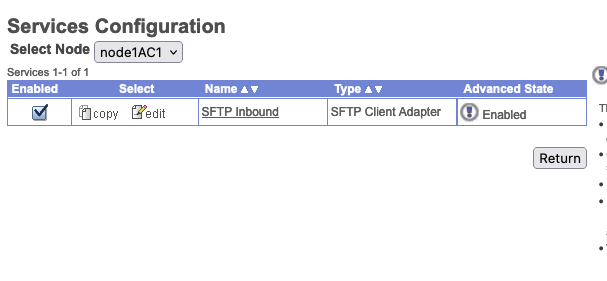 Services Configuration
Select Node node1AC1
Services 1-1 of 1
Enabled Select Name Type Advanced State
copy edit SFTP Inbound SFTP Client Adapter Enabled
Return